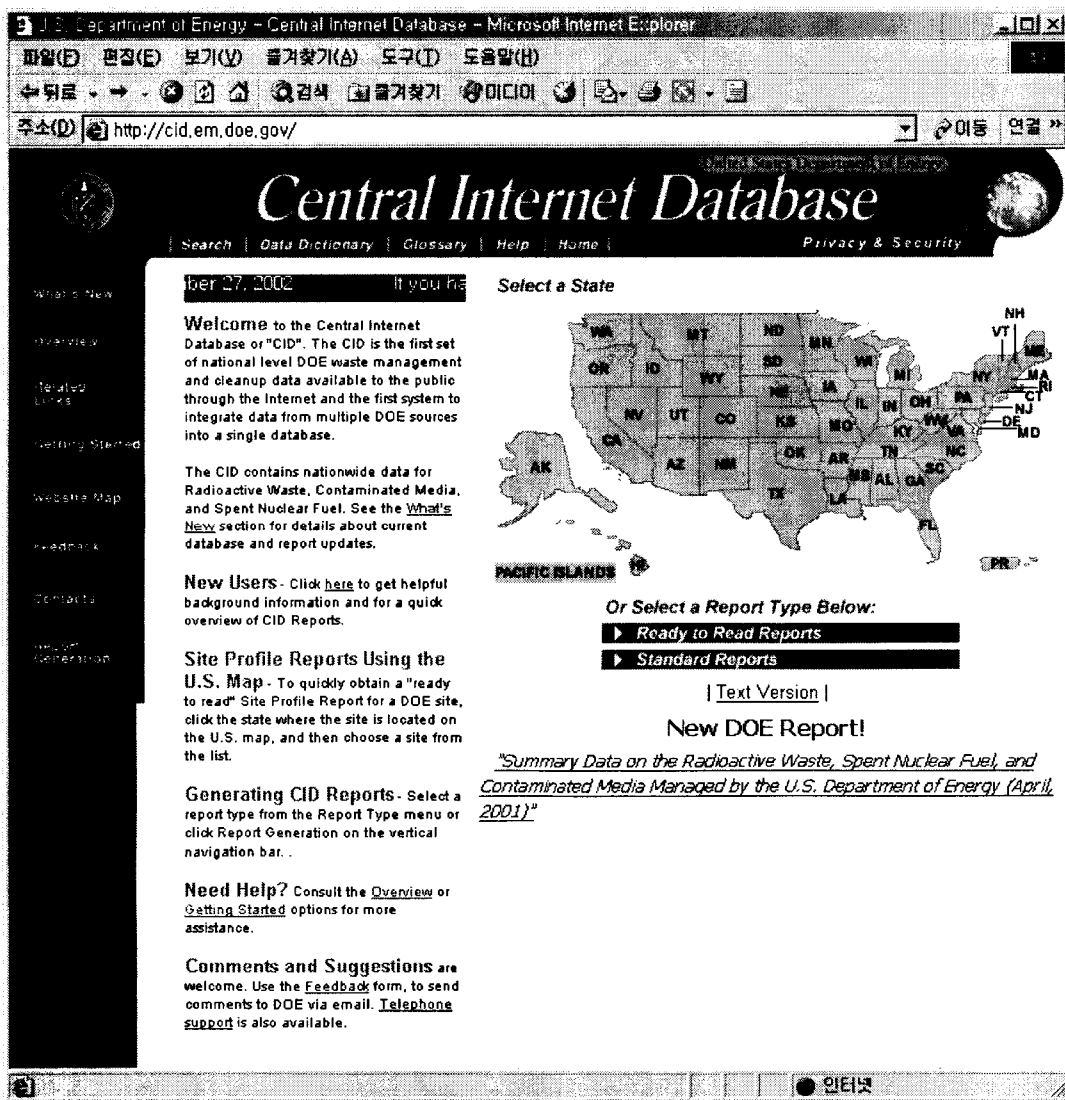 U.S. Department of Energy - Central Internet Database - Microsoft Internet Explorer
파일(F) 편집(E) 보기(V) 즐겨찾기(A) 도구(T) 도움말(H)
뒤로 검색 즐겨찾기 미디어
주소(D) http://cid.em.doe.gov/ 이동 연결 »
United States Department of Energy
Central Internet Database
Search | Data Dictionary | Glossary | Help | Home | Privacy & Security
What's New
Overview
Related
Links
Getting Started
Website Map
Feedback
Contacts
Report
Generation
ber 27, 2002 If you ha
Welcome to the Central Internet
Database or "CID". The CID is the first set
of national level DOE waste management
and cleanup data available to the public
through the Internet and the first system to
integrate data from multiple DOE sources
into a single database.
The CID contains nationwide data for
Radioactive Waste, Contaminated Media,
and Spent Nuclear Fuel. See the What's
New section for details about current
database and report updates.
New Users - Click here to get helpful
background information and for a quick
overview of CID Reports.
Site Profile Reports Using the
U.S. Map - To quickly obtain a "ready
to read" Site Profile Report for a DOE site,
click the state where the site is located on
the U.S. map, and then choose a site from
the list.
Generating CID Reports - Select a
report type from the Report Type menu or
click Report Generation on the vertical
navigation bar. .
Need Help? Consult the Overview or
Getting Started options for more
assistance.
Comments and Suggestions are
welcome. Use the Feedback form, to send
comments to DOE via email. Telephone
support is also available.
Select a State
NH
VT
WA MT ND MN ME
OR ID SD WI MI NY MA
WY RI
NE IA PA CT
NV UT CO IL IN OH NJ
KS MO WV DE
CA KY VA MD
AK AZ NM OK AR TN NC
MS AL GA SC
TX LA
FL
PACIFIC ISLANDS HI PR
Or Select a Report Type Below:
Ready to Read Reports
Standard Reports
| Text Version |
New DOE Report!
"Summary Data on the Radioactive Waste, Spent Nuclear Fuel, and
Contaminated Media Managed by the U.S. Department of Energy (April,
2001)"
인터넷